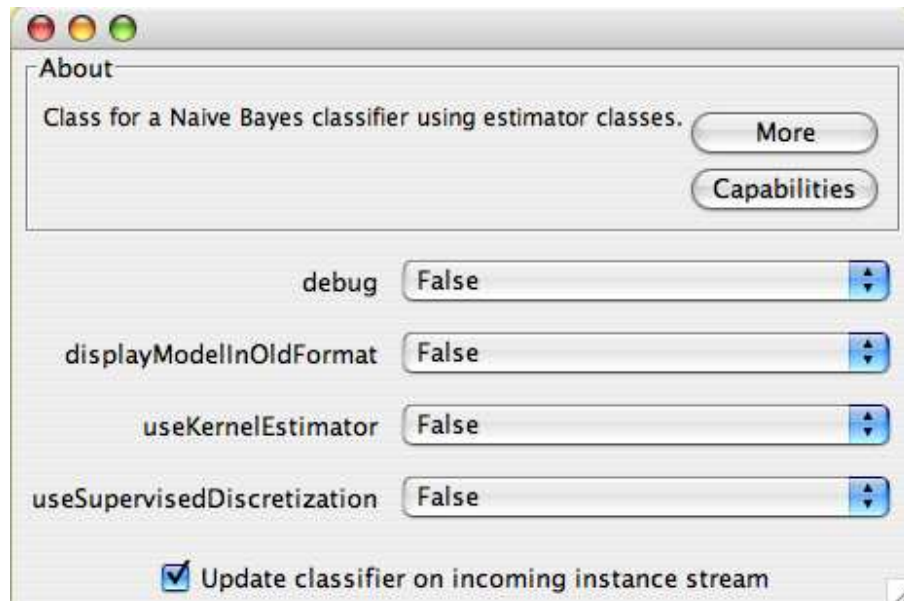 About
Class for a Naive Bayes classifier using estimator classes.
More
Capabilities
debug False
displayModelInOldFormat False
useKernelEstimator False
useSupervisedDiscretization False
Update classifier on incoming instance stream